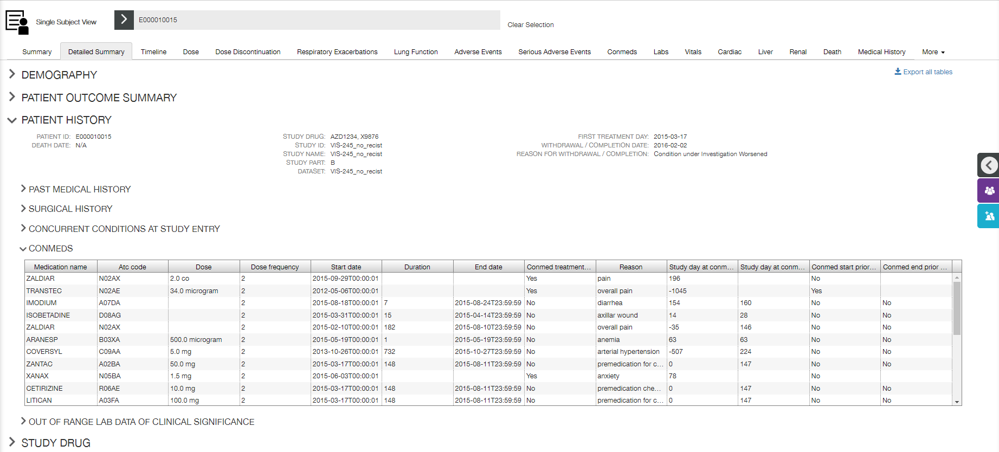 Single Subject View
E000010015
Clear Selection
Summary Detailed Summary Timeline Dose Dose Discontinuation Respiratory Exacerbations Lung Function Adverse Events Serious Adverse Events Conmeds Labs Vitals Cardiac Liver Renal Death Medical History More
DEMOGRAPHY
Export all tables
PATIENT OUTCOME SUMMARY
PATIENT HISTORY
PATIENT ID: E000010015 STUDY DRUG: AZD1234, X9876 FIRST TREATMENT DAY: 2015-03-17
DEATH DATE: N/A STUDY ID: VIS-245_no_recist WITHDRAWAL / COMPLETION DATE: 2016-02-02
STUDY NAME: VIS-245_no_recist REASON FOR WITHDRAWAL / COMPLETION: Condition under Investigation Worsened
STUDY PART: B
DATASET: VIS-245_no_recist
PAST MEDICAL HISTORY
SURGICAL HISTORY
CONCURRENT CONDITIONS AT STUDY ENTRY
CONMEDS
Medication name Atc code Dose Dose frequency Start date Duration End date Conmed treatment... Reason Study day at conm... Study day at conm... Conmed start prior... Conmed end prior ...
ZALDIAR N02AX 2.0 co 2 2015-09-29T00:00:01 Yes pain 196 No
TRANSTEC N02AE 34.0 microgram 2 2012-05-06T00:00:01 Yes overall pain -1045 Yes
IMODIUM A07DA 2 2015-08-18T00:00:01 7 2015-08-24T23:59:59 No diarrhea 154 160 No No
ISOBETADINE D08AG 2 2015-03-31T00:00:01 15 2015-04-14T23:59:59 No axillar wound 14 28 No No
ZALDIAR N02AX 2 2015-02-10T00:00:01 182 2015-08-10T23:59:59 No overall pain -35 146 No No
ARANESP B03XA 500.0 microgram 2 2015-05-19T00:00:01 1 2015-05-19T23:59:59 No anemia 63 63 No No
COVERSYL C09AA 5.0 mg 2 2013-10-26T00:00:01 732 2015-10-27T23:59:59 No arterial hypertension -507 224 No No
ZANTAC A02BA 50.0 mg 2 2015-03-17T00:00:01 148 2015-08-11T23:59:59 No premedication for c... 0 147 No No
XANAX N05BA 1.5 mg 2 2015-06-03T00:00:01 Yes anxiety 78 No
CETIRIZINE R06AE 10.0 mg 2 2015-03-17T00:00:01 148 2015-08-11T23:59:59 No premedication che... 0 147 No No
LITICAN A03FA 100.0 mg 2 2015-03-17T00:00:01 148 2015-08-11T23:59:59 No premedication for c... 0 147 No No
OUT OF RANGE LAB DATA OF CLINICAL SIGNIFICANCE
STUDY DRUG